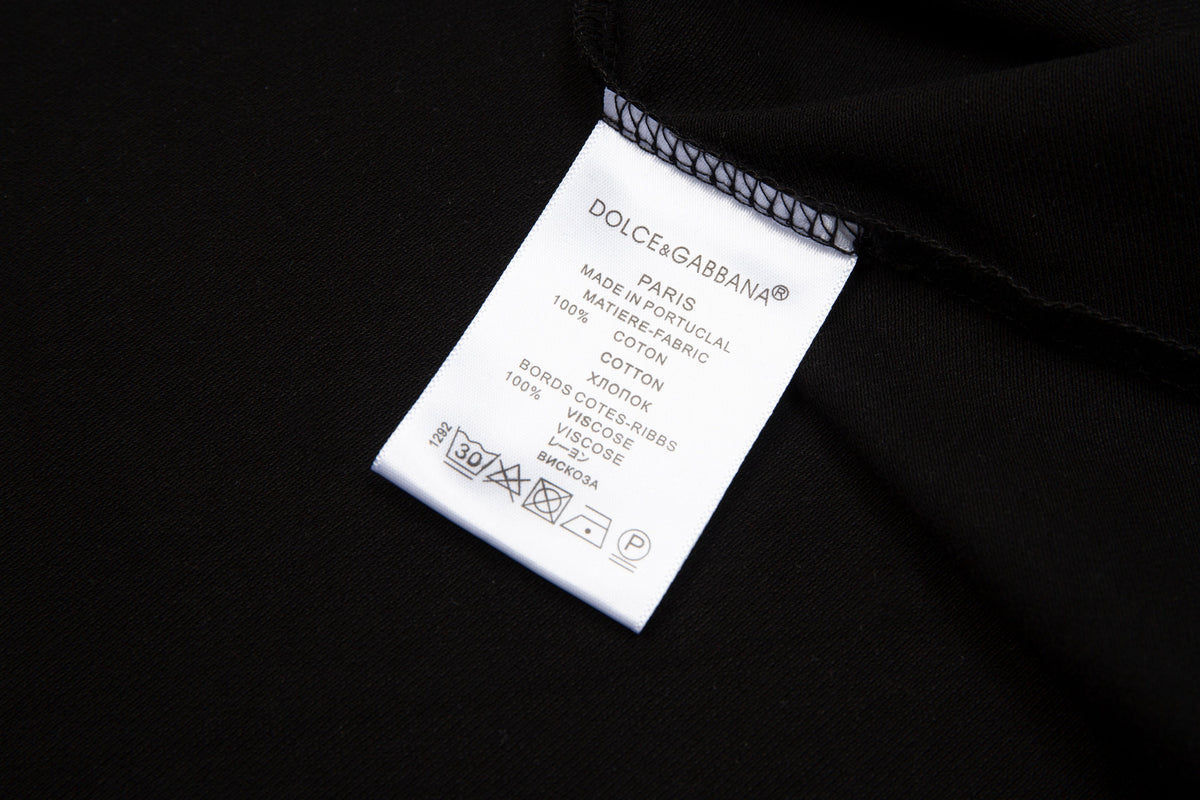 DOLCE&GABBANA®
PARIS
MADE IN PORTUCLAL
MATIERE-FABRIC
100% COTON
COTTON
ХЛОПОК
BORDS COTES-RIBBS
100% VISCOSE
VISCOSE
レーヨン
ВИСКОЗА
1292
30
P